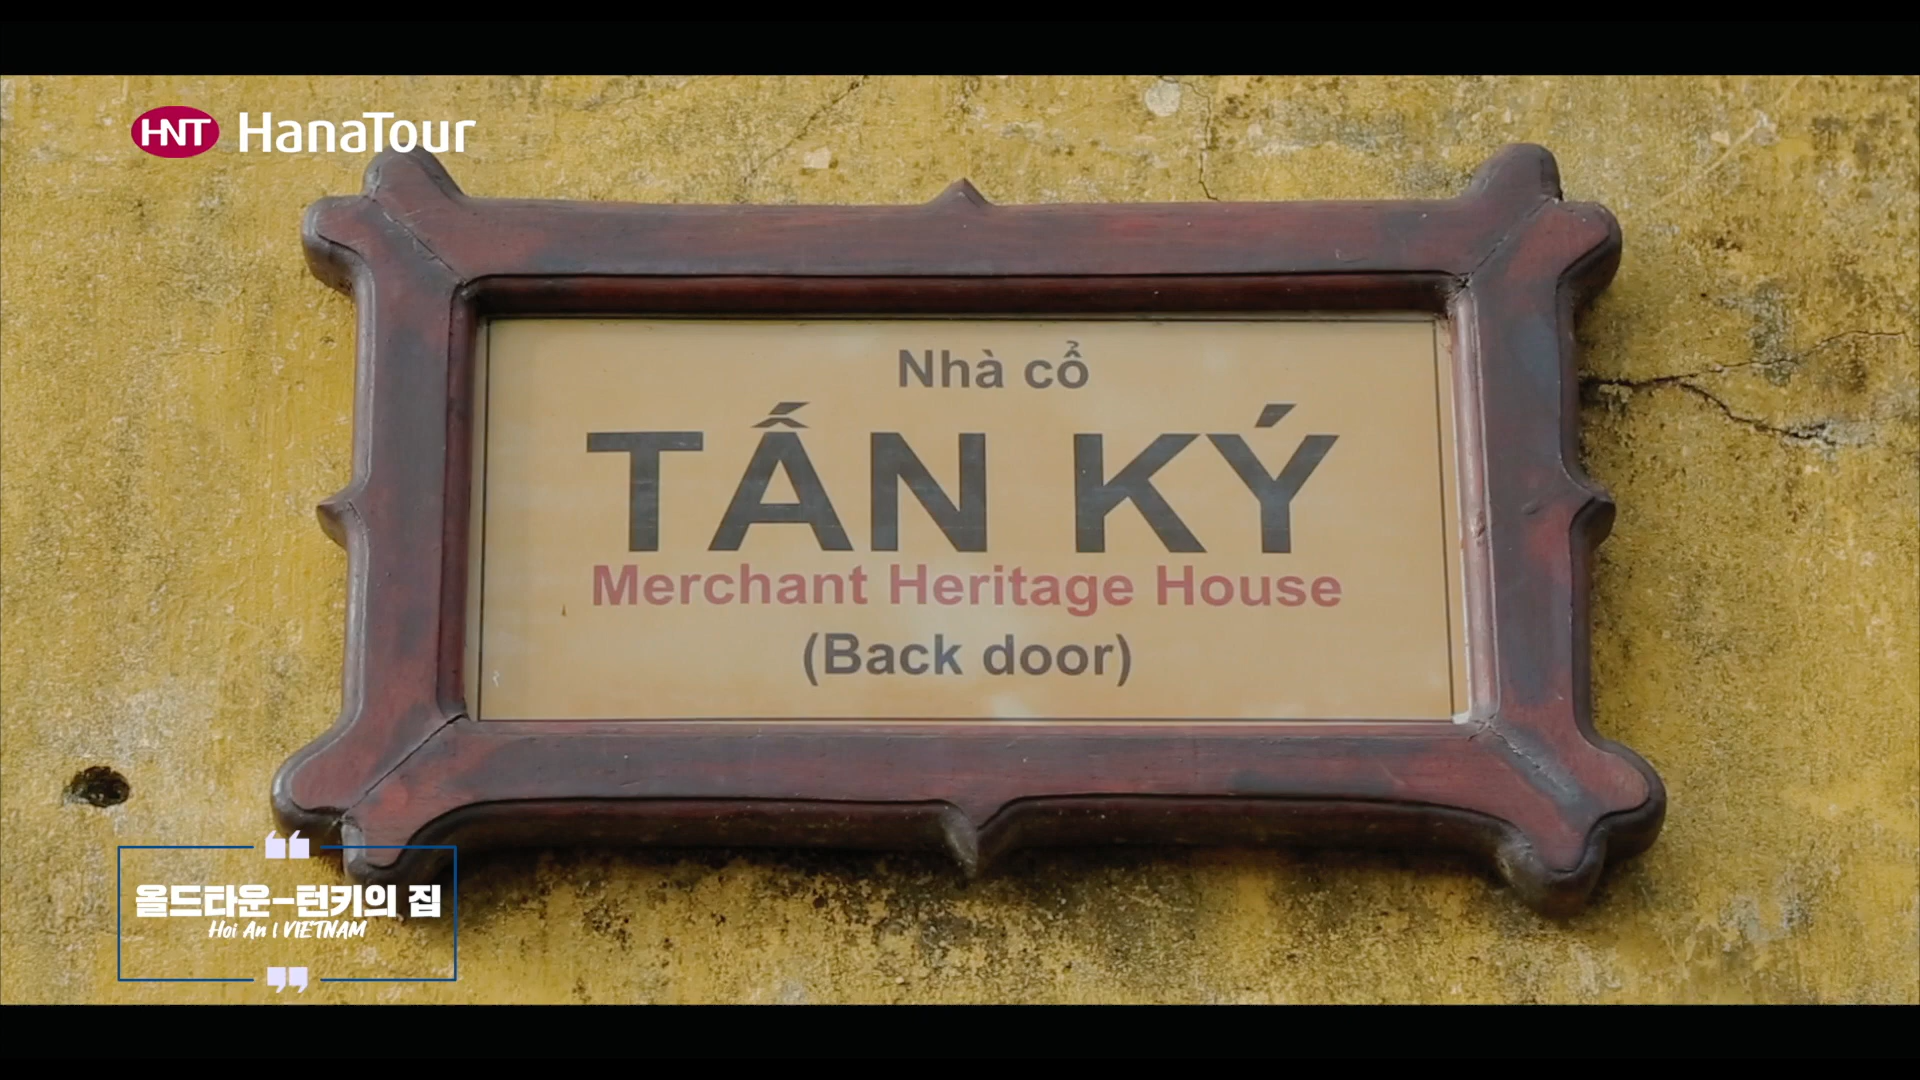 HNT HanaTour
Nhà cổ
TẤN KÝ
Merchant Heritage House
(Back door)
❝
올드타운-턴키의 집
Hoi An | VIETNAM
❞